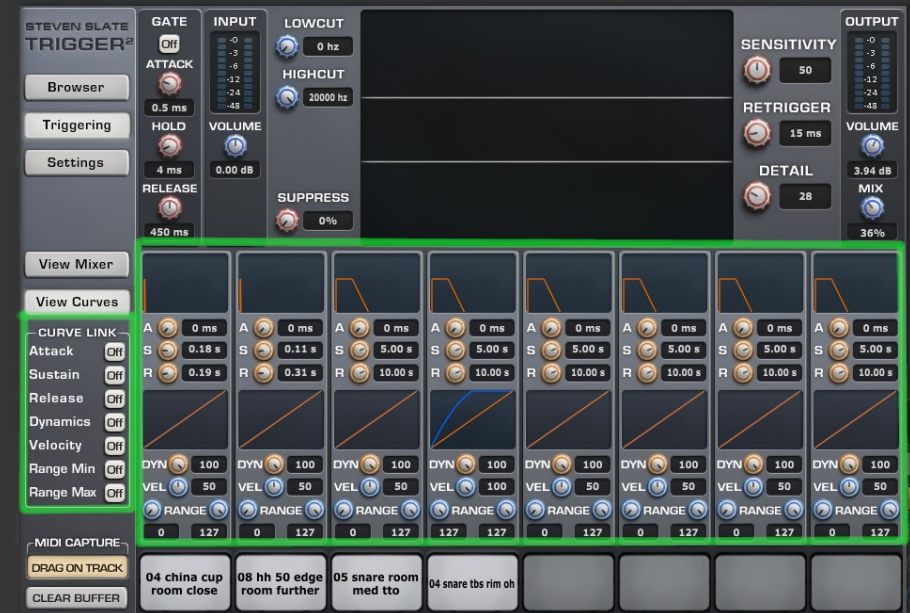 STEVEN SLATE
TRIGGER²
Browser
Triggering
Settings
View Mixer
View Curves
CURVE LINK
Attack Off
Sustain Off
Release Off
Dynamics Off
Velocity Off
Range Min Off
Range Max Off
MIDI CAPTURE
DRAG ON TRACK
CLEAR BUFFER
GATE
Off
ATTACK
0.5 ms
HOLD
4 ms
RELEASE
450 ms
INPUT
-0
-3
-6
-12
-24
-48
VOLUME
0.00 dB
LOWCUT
0 hz
HIGHCUT
20000 hz
SUPPRESS
0%
SENSITIVITY
50
RETRIGGER
15 ms
DETAIL
28
OUTPUT
-0
-3
-6
-12
-24
-48
VOLUME
3.94 dB
MIX
36%
A 0 ms A 0 ms A 0 ms A 0 ms A 0 ms A 0 ms A 0 ms A 0 ms
S 0.18 s S 0.11 s S 5.00 s S 5.00 s S 5.00 s S 5.00 s S 5.00 s S 5.00 s
R 0.19 s R 0.31 s R 10.00 s R 10.00 s R 10.00 s R 10.00 s R 10.00 s R 10.00 s
DYN 100 DYN 100 DYN 100 DYN 100 DYN 100 DYN 100 DYN 100 DYN 100
VEL 50 VEL 50 VEL 50 VEL 100 VEL 50 VEL 50 VEL 50 VEL 50
RANGE RANGE RANGE RANGE RANGE RANGE RANGE RANGE
0 127 0 127 0 127 127 127 0 127 0 127 0 127 0 127
04 china cup
room close
08 hh 50 edge
room further
05 snare room
med tto
04 snare tbs rim oh